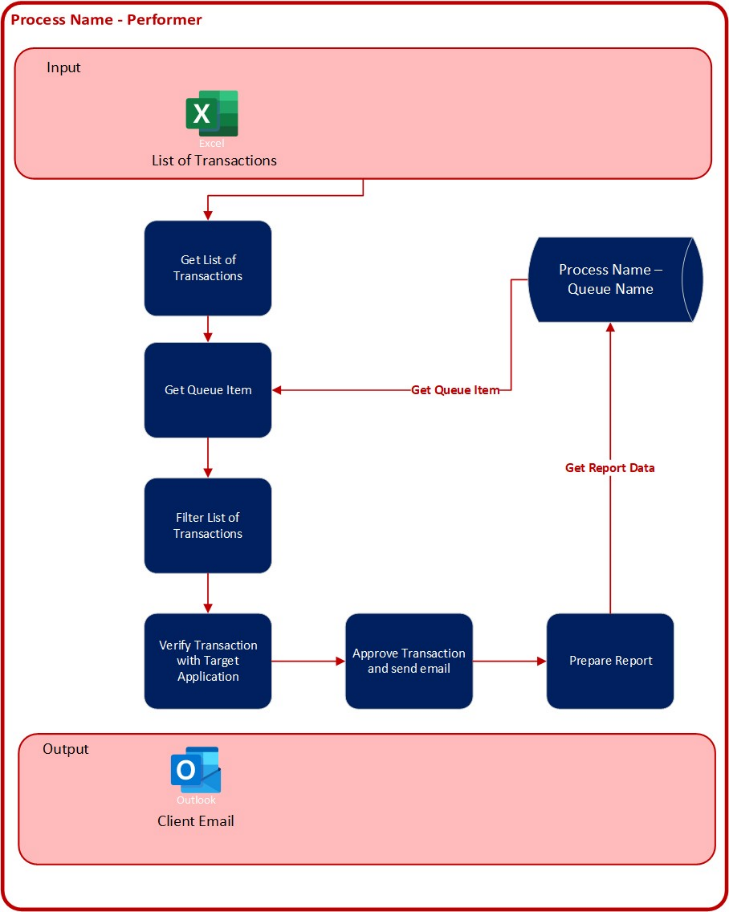 Process Name - Performer
Input
Excel
List of Transactions
Get List of
Transactions
Process Name –
Queue Name
Get Queue Item
Get Queue Item
Get Report Data
Filter List of
Transactions
Verify Transaction
with Target
Application
Approve Transaction
and send email
Prepare Report
Output
Outlook
Client Email